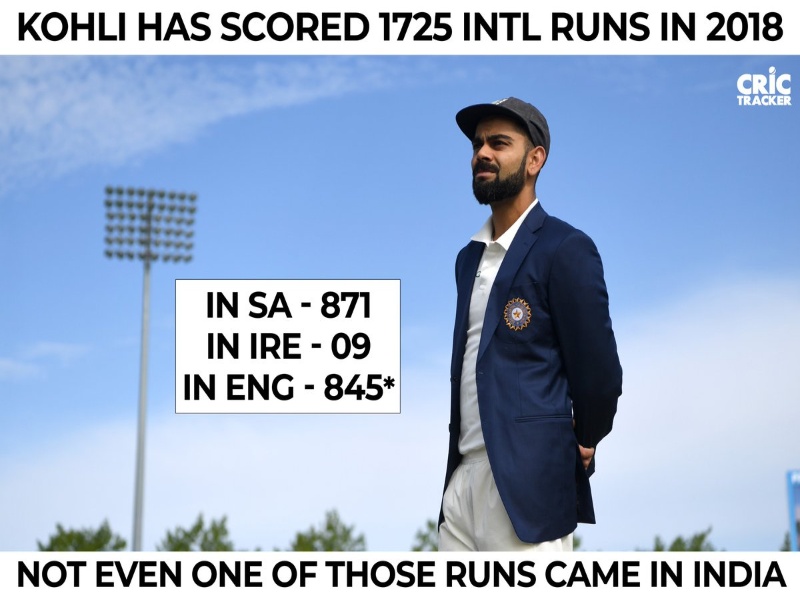 KOHLI HAS SCORED 1725 INTL RUNS IN 2018
CRIC
TRACKER
IN SA - 871
IN IRE - 09
IN ENG - 845*
NOT EVEN ONE OF THOSE RUNS CAME IN INDIA